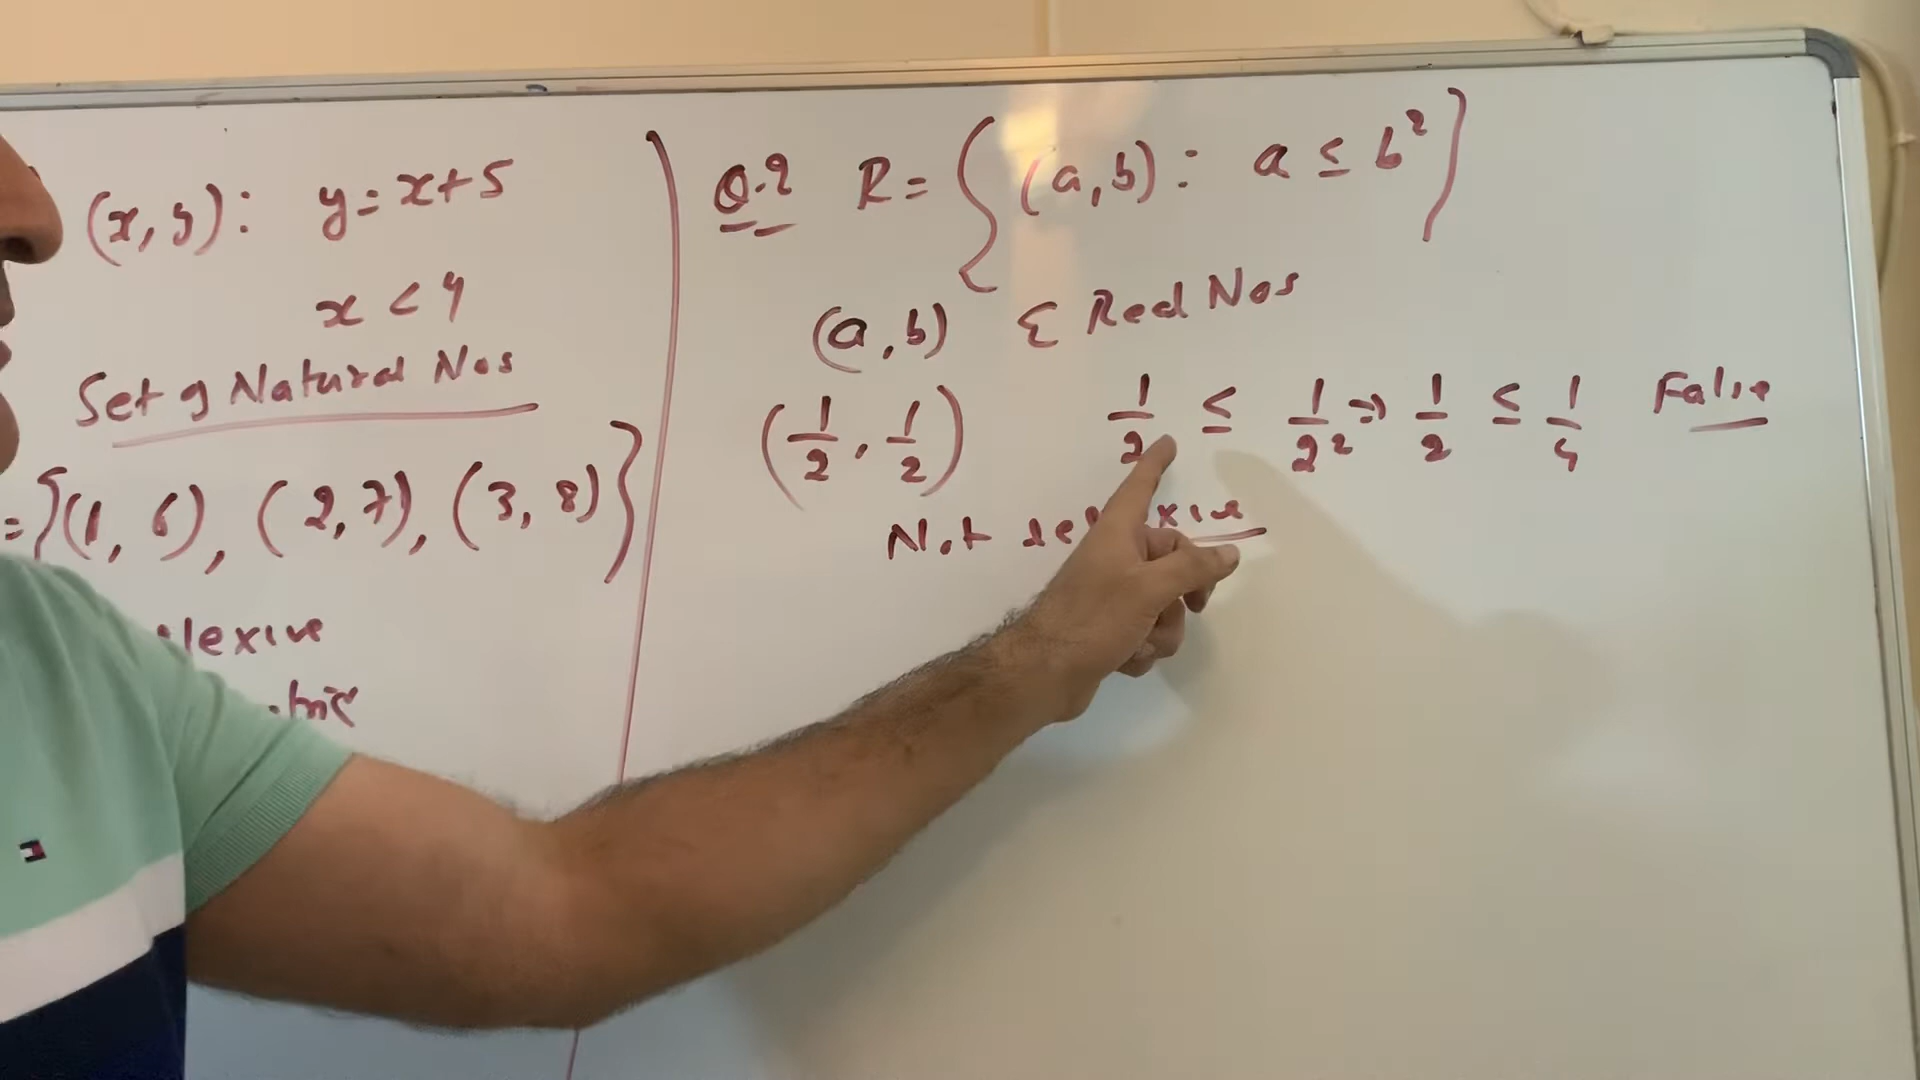 (x, y): y = x+5
x < 4
Set of Natural Nos
= {(1, 6), (2, 7), (3, 8)}
Q.2 R = { (a, b): a ≤ b² }
(a, b) Σ Real Nos
(1/2, 1/2) 1/2 ≤ 1/2² ⇒ 1/2 ≤ 1/4 False
Not